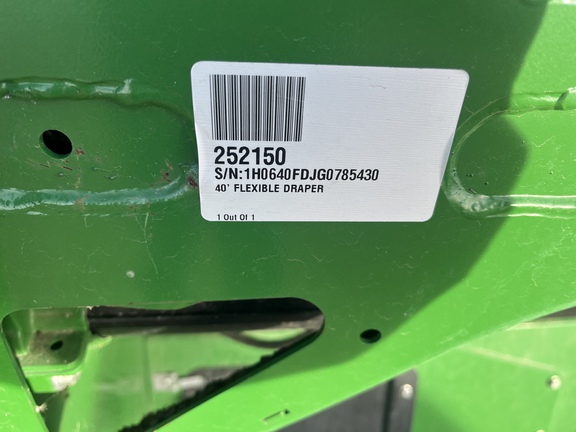 252150
S/N:1H0640FDJG0785430
40' FLEXIBLE DRAPER
1 Out Of 1